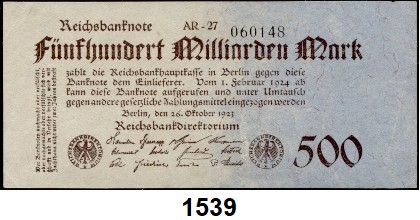 Reichsbanknote AR-27 060148
Fünfhundert Milliarden Mark
zahlt die Reichsbankhauptkasse in Berlin gegen diese
Banknote dem Einlieferer. Vom 1. Februar 1924 ab
kann diese Banknote aufgerufen und unter Umtausch
gegen andere gesetzliche Zahlungsmittel eingezogen werden
Berlin, den 26. Oktober 1923
Reichsbankdirektorium
500
1539